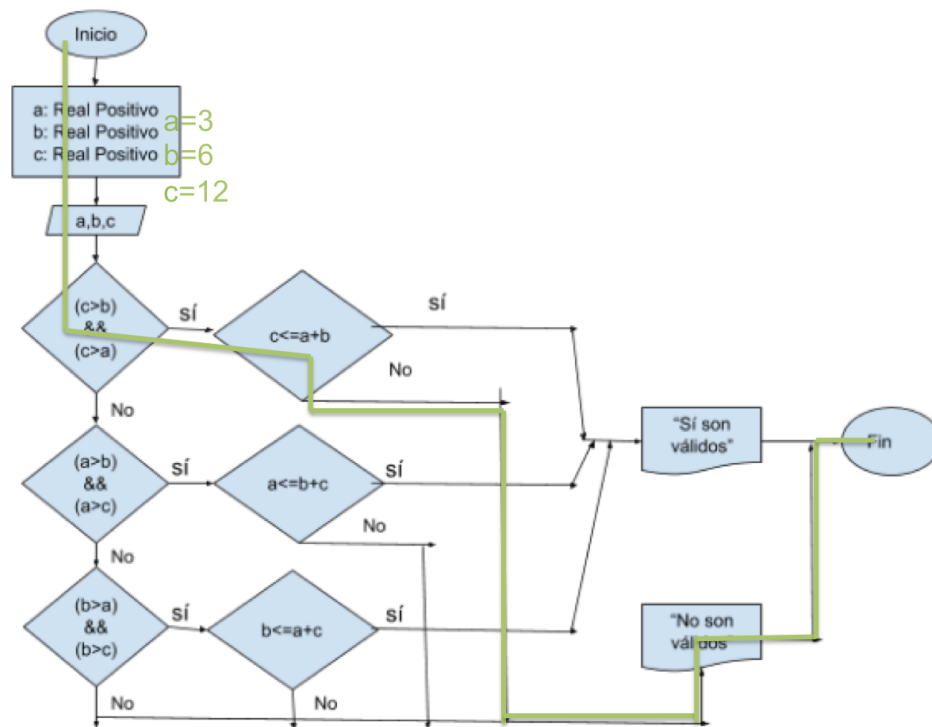 Inicio
a: Real Positivo
b: Real Positivo
c: Real Positivo
a=3
b=6
c=12
a,b,c
(c>b)
&&
(c>a)
sí
c<=a+b
sí
No
No
(a>b)
&&
(a>c)
sí
a<=b+c
sí
No
No
(b>a)
&&
(b>c)
sí
b<=a+c
sí
No
No
"Sí son
válidos"
Fin
"No son
válidos"